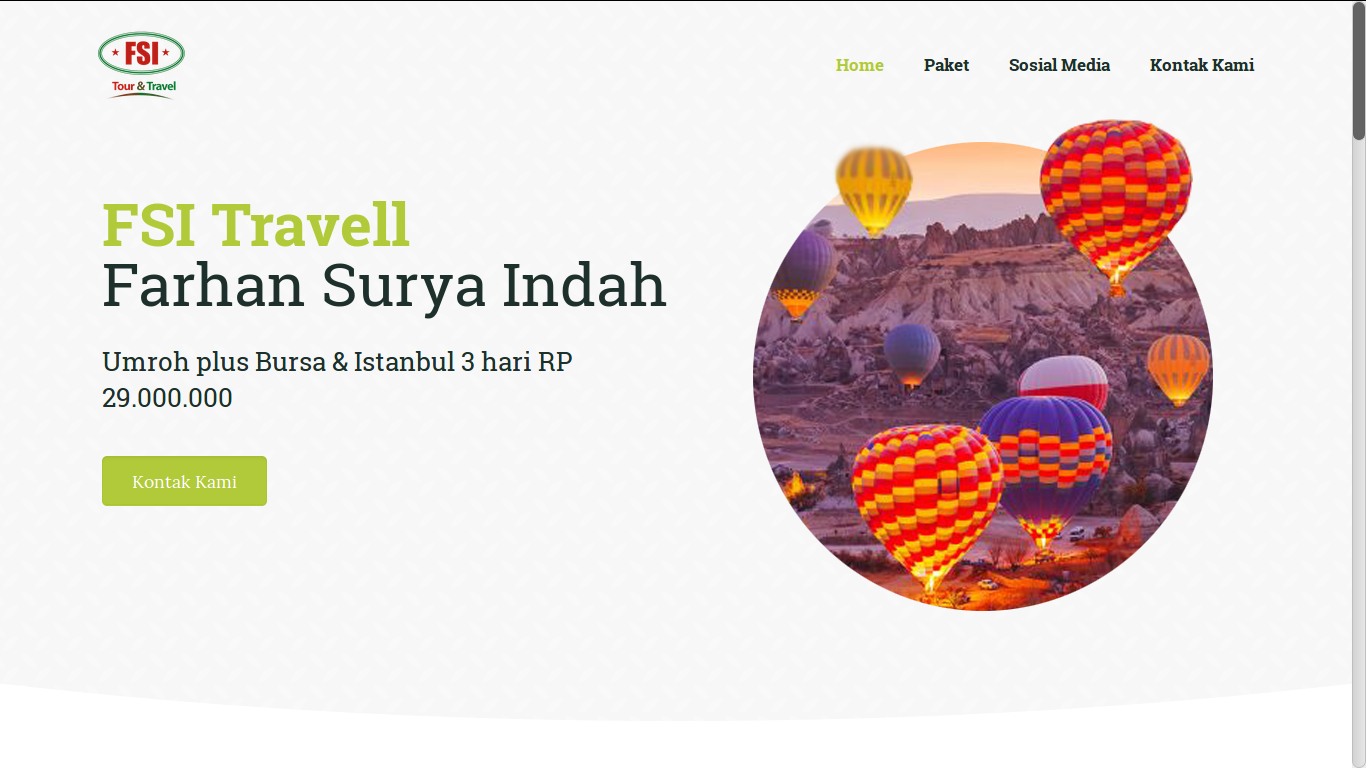 FSI
Tour & Travel
Home Paket Sosial Media Kontak Kami
FSI Travell
Farhan Surya Indah
Umroh plus Bursa & Istanbul 3 hari RP
29.000.000
Kontak Kami